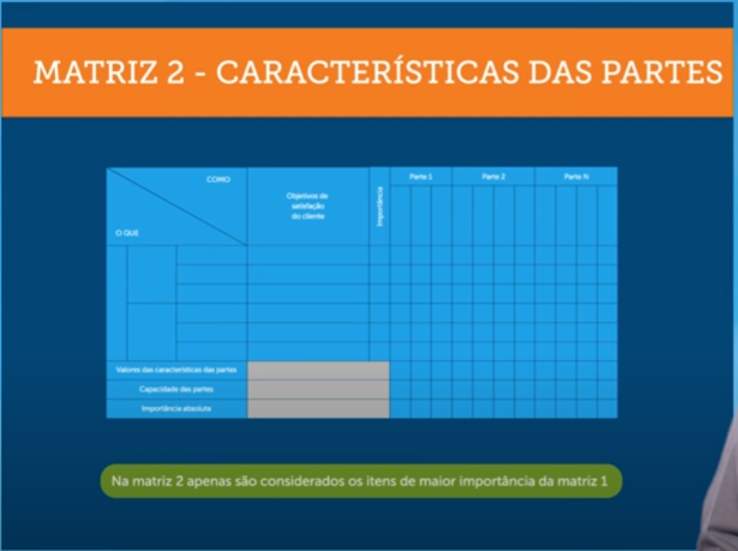 MATRIZ 2 - CARACTERÍSTICAS DAS PARTES
COMO
O QUE
Objetivos de
satisfação
do cliente
Importância
Parte 1
Parte 2
Parte N
Valores das características das partes
Capacidade das partes
Importância absoluta
Na matriz 2 apenas são considerados os itens de maior importância da matriz 1